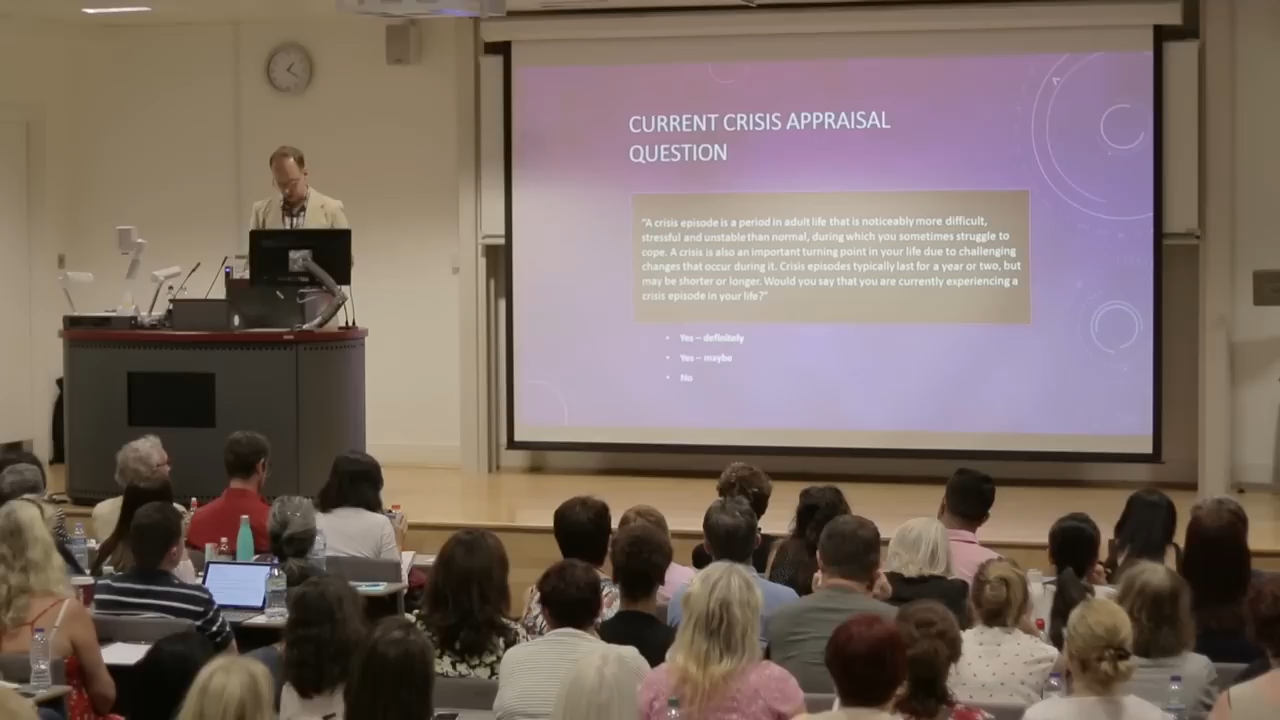 CURRENT CRISIS APPRAISAL
QUESTION
"A crisis episode is a period in adult life that is noticeably more difficult,
stressful and unstable than normal, during which you sometimes struggle to
cope. A crisis is also an important turning point in your life due to challenging
changes that occur during it. Crisis episodes typically last for a year or two, but
may be shorter or longer. Would you say that you are currently experiencing a
crisis episode in your life?"
• Yes – definitely
• Yes – maybe
• No